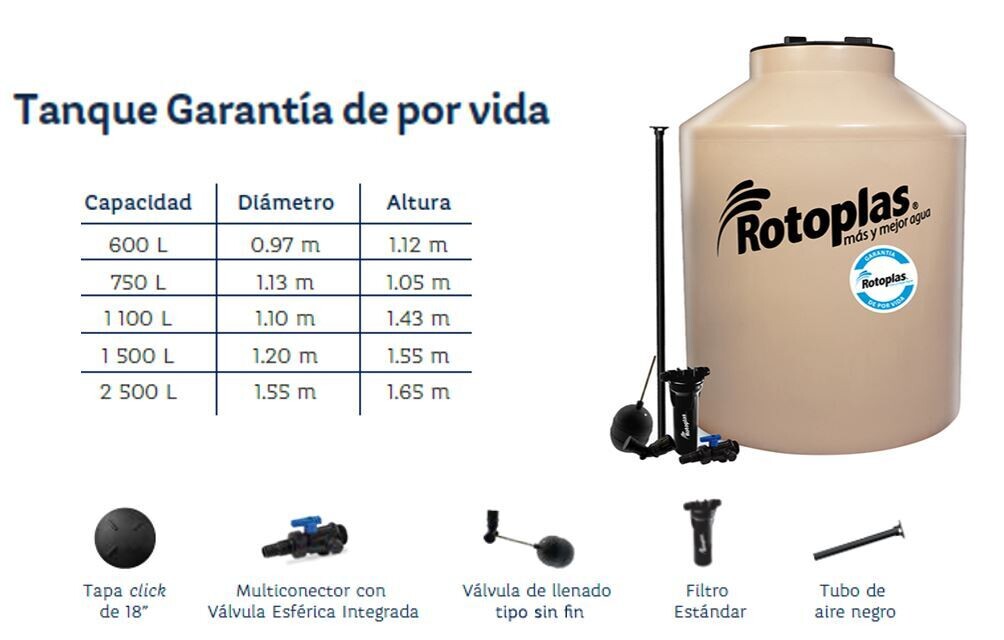 Tanque Garantía de por vida
Capacidad Diámetro Altura
600 L 0.97 m 1.12 m
750 L 1.13 m 1.05 m
1 100 L 1.10 m 1.43 m
1 500 L 1.20 m 1.55 m
2 500 L 1.55 m 1.65 m
Rotoplas®
más y mejor agua
GARANTÍA
Rotoplas
DE POR VIDA
Rotoplas
Rotoplas
Tapa click
de 18”
Multiconector con
Válvula Esférica Integrada
Válvula de llenado
tipo sin fin
Filtro
Estándar
Tubo de
aire negro